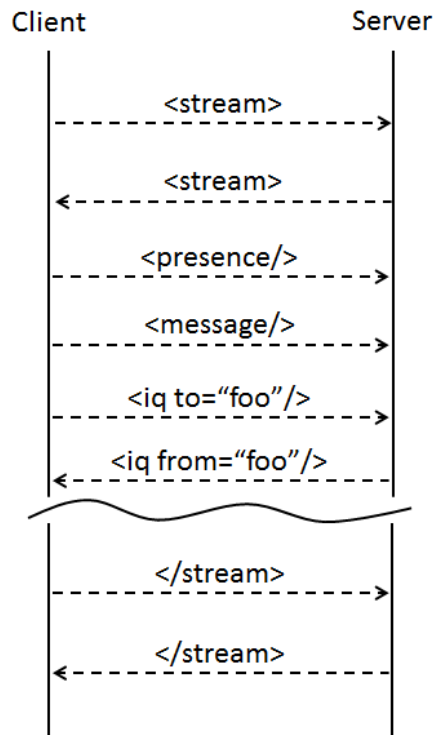 Client Server
<stream>
<stream>
<presence/>
<message/>
<iq to=“foo”/>
<iq from=“foo”/>
</stream>
</stream>